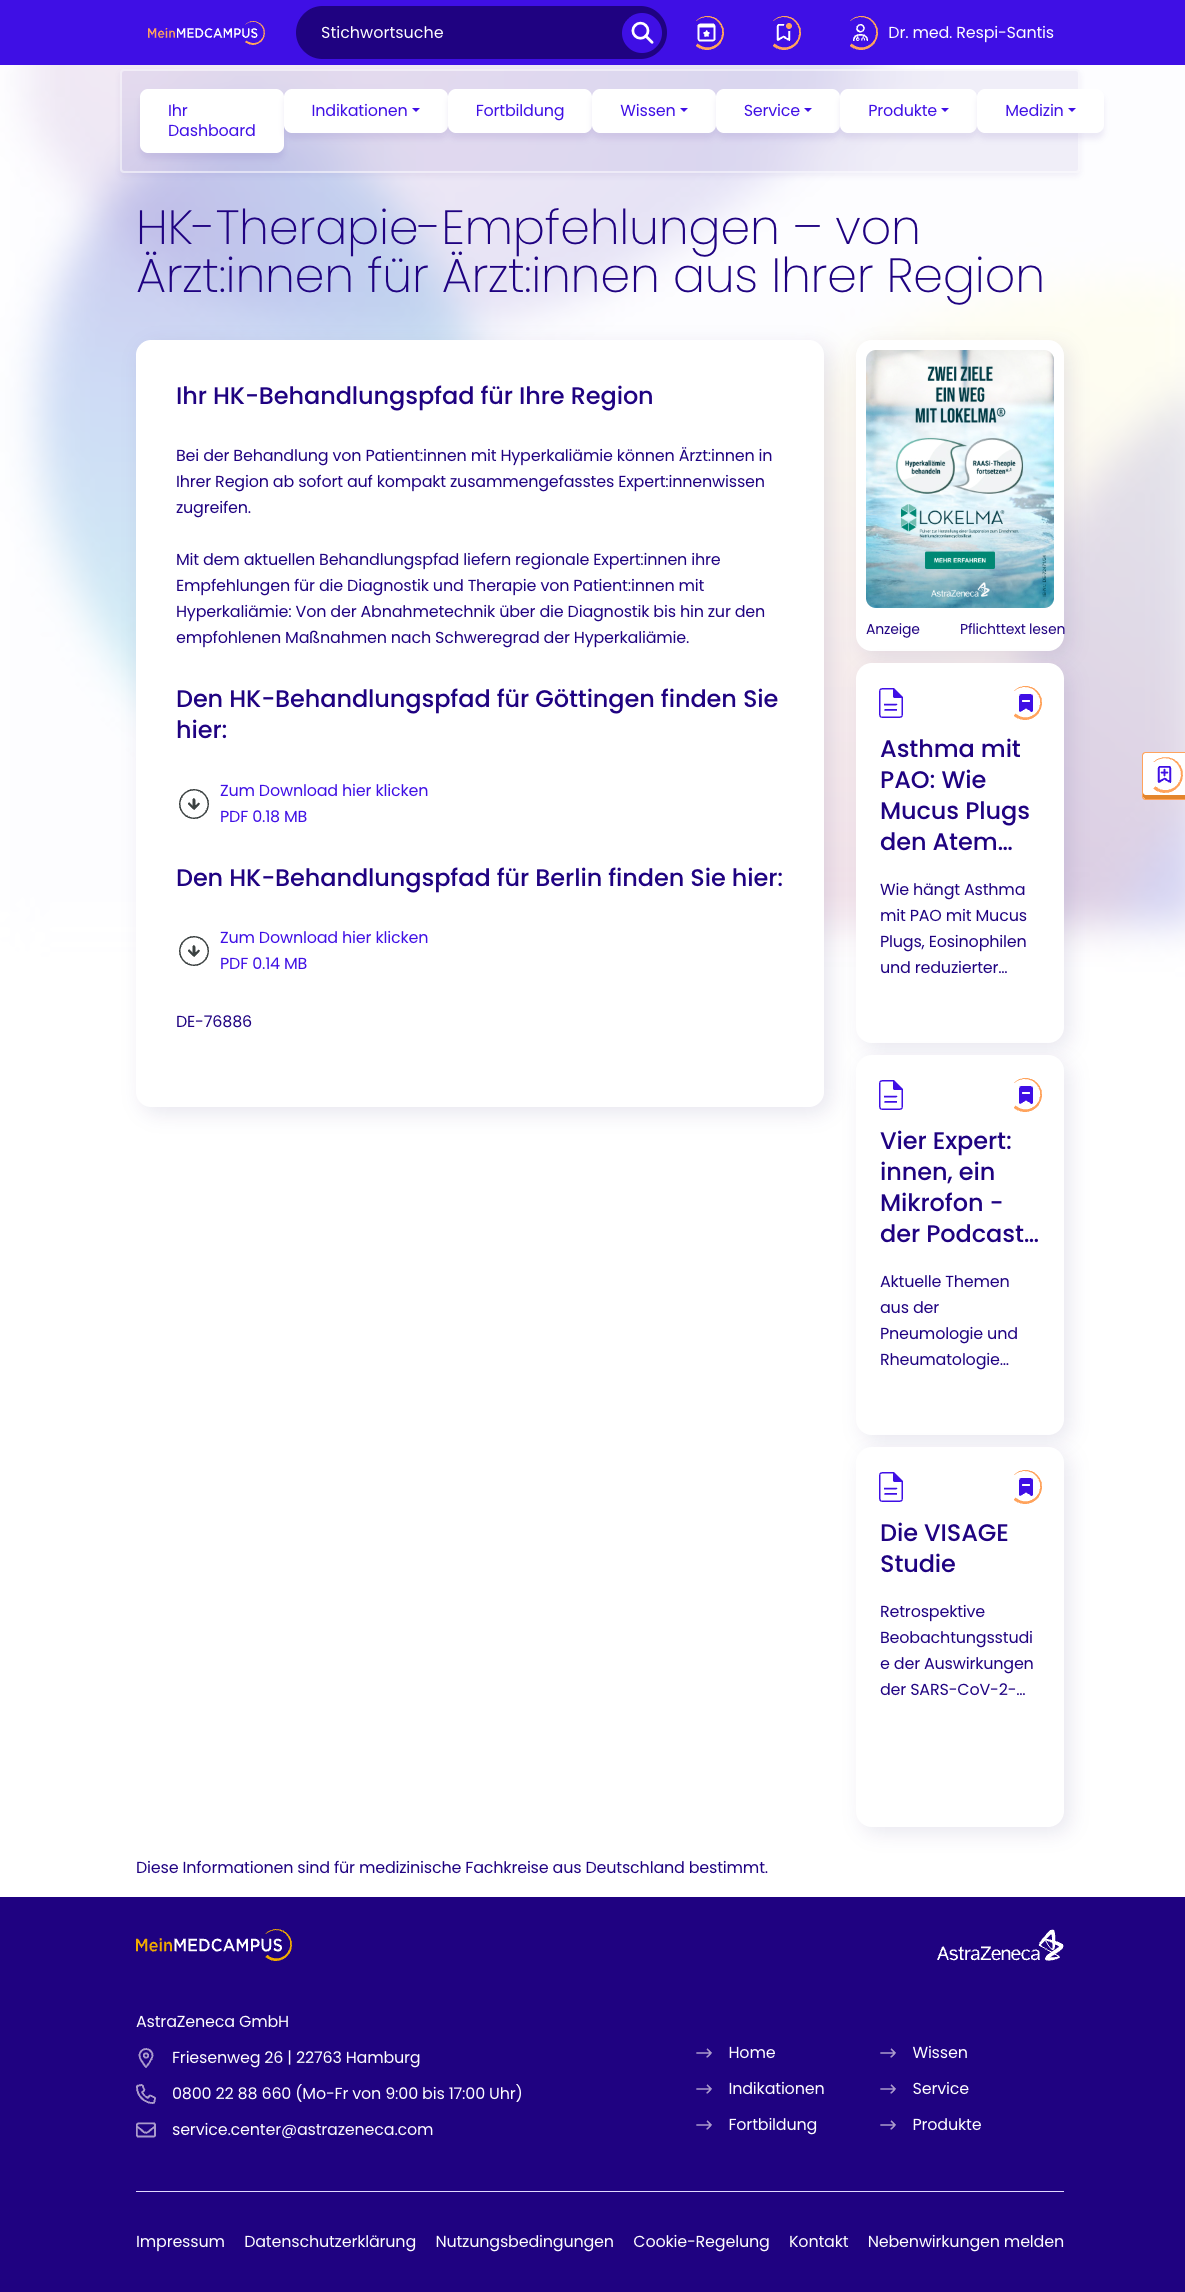 MeinMEDCAMPUS
Stichwortsuche
Dr. med. Respi-Santis
Ihr
Dashboard
Indikationen
Fortbildung
Wissen
Service
Produkte
Medizin
HK-Therapie-Empfehlungen – von
Ärzt:innen für Ärzt:innen aus Ihrer Region
Ihr HK-Behandlungspfad für Ihre Region
Bei der Behandlung von Patient:innen mit Hyperkaliämie können Ärzt:innen in
Ihrer Region ab sofort auf kompakt zusammengefasstes Expert:innenwissen
zugreifen.
Mit dem aktuellen Behandlungspfad liefern regionale Expert:innen ihre
Empfehlungen für die Diagnostik und Therapie von Patient:innen mit
Hyperkaliämie: Von der Abnahmetechnik über die Diagnostik bis hin zur den
empfohlenen Maßnahmen nach Schweregrad der Hyperkaliämie.
Den HK-Behandlungspfad für Göttingen finden Sie
hier:
Zum Download hier klicken
PDF 0.18 MB
Den HK-Behandlungspfad für Berlin finden Sie hier:
Zum Download hier klicken
PDF 0.14 MB
DE-76886
ZWEI ZIELE
EIN WEG
MIT LOKELMA®
Hyperkaliämie
behandeln
RAASi-Therapie
fortsetzen
LOKELMA
MEHR ERFAHREN
AstraZeneca
Anzeige
Pflichttext lesen
Asthma mit
PAO: Wie
Mucus Plugs
den Atem...
Wie hängt Asthma
mit PAO mit Mucus
Plugs, Eosinophilen
und reduzierter...
Vier Expert:
innen, ein
Mikrofon -
der Podcast...
Aktuelle Themen
aus der
Pneumologie und
Rheumatologie...
Die VISAGE
Studie
Retrospektive
Beobachtungsstudi
e der Auswirkungen
der SARS-CoV-2-...
Diese Informationen sind für medizinische Fachkreise aus Deutschland bestimmt.
MeinMEDCAMPUS
AstraZeneca
AstraZeneca GmbH
Friesenweg 26 | 22763 Hamburg
0800 22 88 660 (Mo-Fr von 9:00 bis 17:00 Uhr)
service.center@astrazeneca.com
Home
Indikationen
Fortbildung
Wissen
Service
Produkte
Impressum
Datenschutzerklärung
Nutzungsbedingungen
Cookie-Regelung
Kontakt
Nebenwirkungen melden